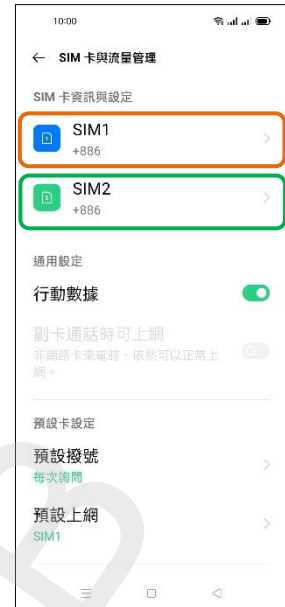 10:00
SIM 卡與流量管理
SIM 卡資訊與設定
SIM1
+886
SIM2
+886
通用設定
行動數據
副卡通話時可上網
非網路卡來電時，依然可以正常上
網。
預設卡設定
預設撥號
每次詢問
預設上網
SIM1